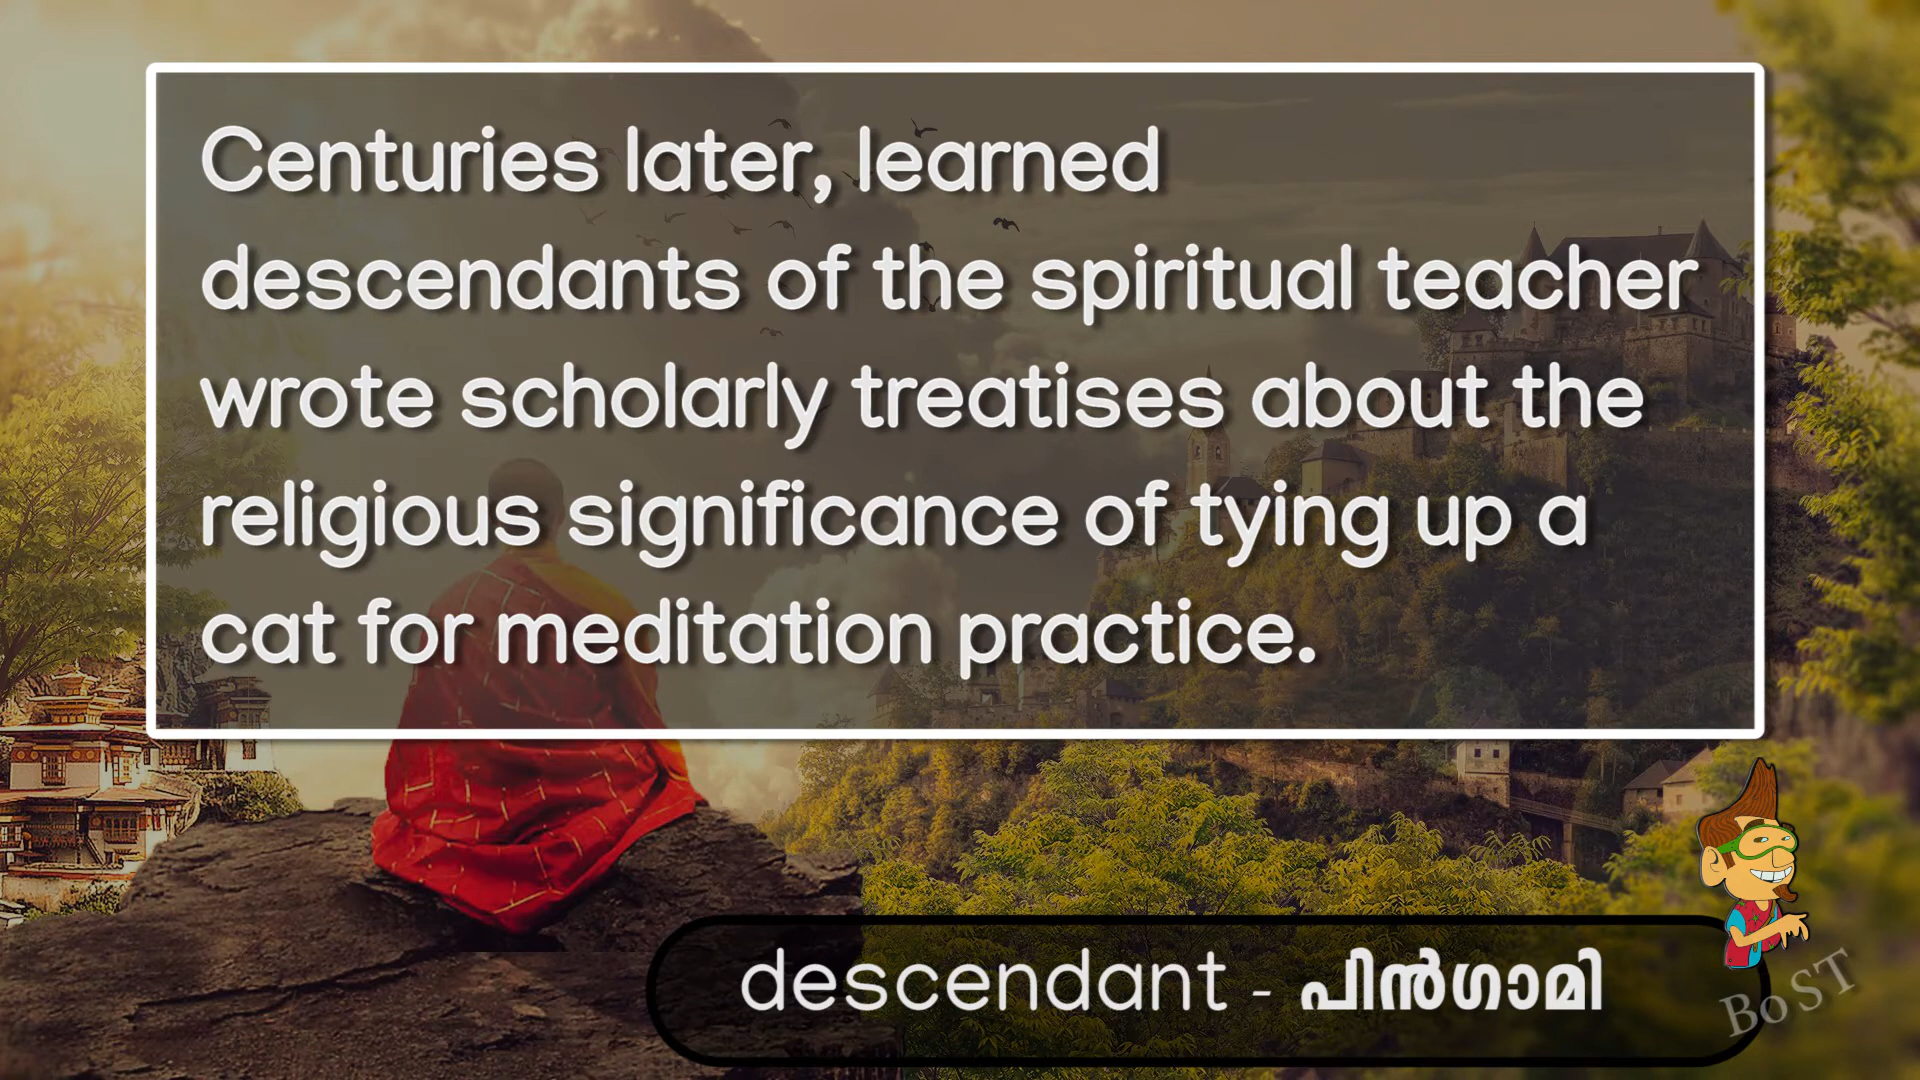 Centuries later, learned
descendants of the spiritual teacher
wrote scholarly treatises about the
religious significance of tying up a
cat for meditation practice.
descendant - പിൻഗാമി
BoST